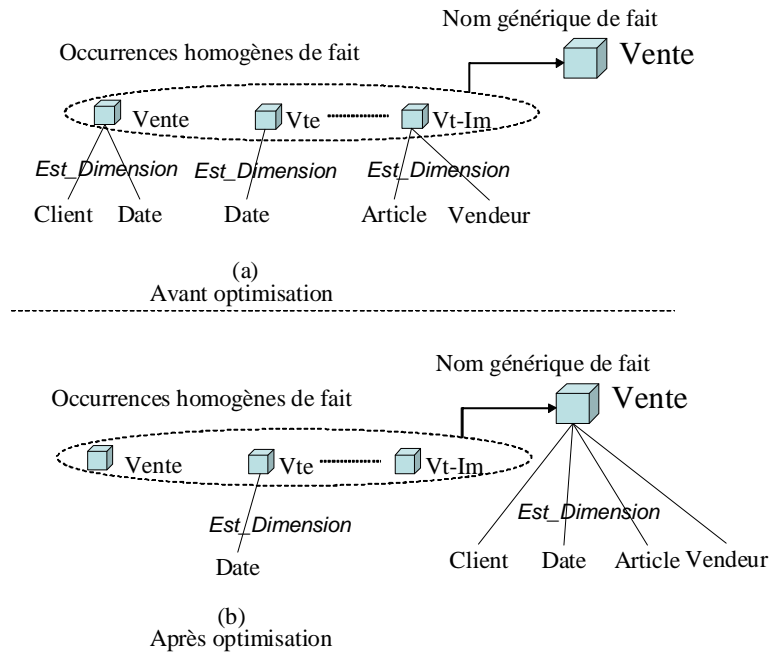 Nom générique de fait
Vente
Occurrences homogènes de fait
Vente
Vte
Vt-Im
Est_Dimension
Est_Dimension
Est_Dimension
Client
Date
Date
Article
Vendeur
(a)
Avant optimisation
Nom générique de fait
Vente
Occurrences homogènes de fait
Vente
Vte
Vt-Im
Est_Dimension
Est_Dimension
Date
Client
Date
Article
Vendeur
(b)
Après optimisation